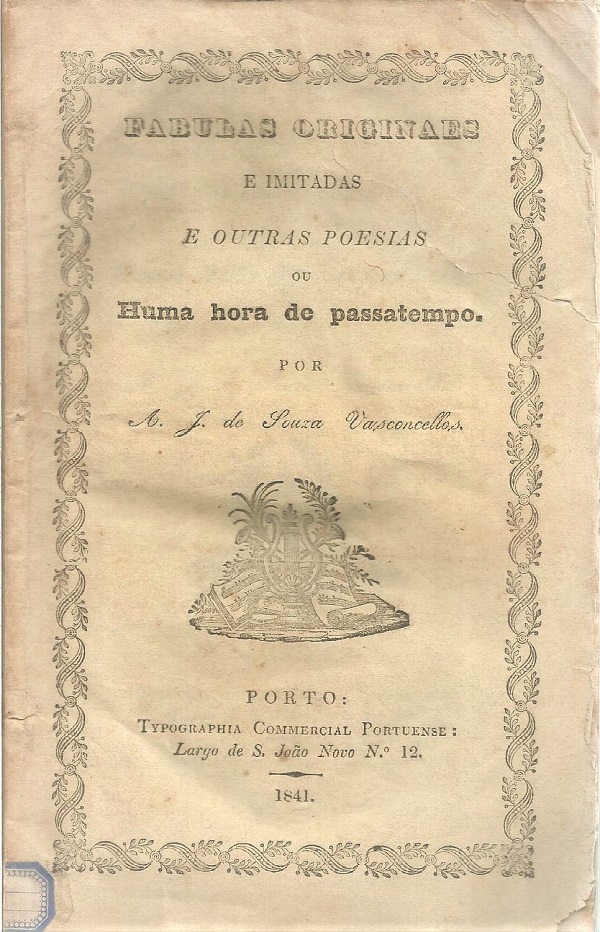 FABULAS ORIGINAES
E IMITADAS
E OUTRAS POESIAS
OU
Huma hora de passatempo.
POR
A. J. de Souza Vasconcellos.
PORTO:
TYPOGRAPHIA COMMERCIAL PORTUENSE:
Largo de S. João Novo N.º 12.
1841.